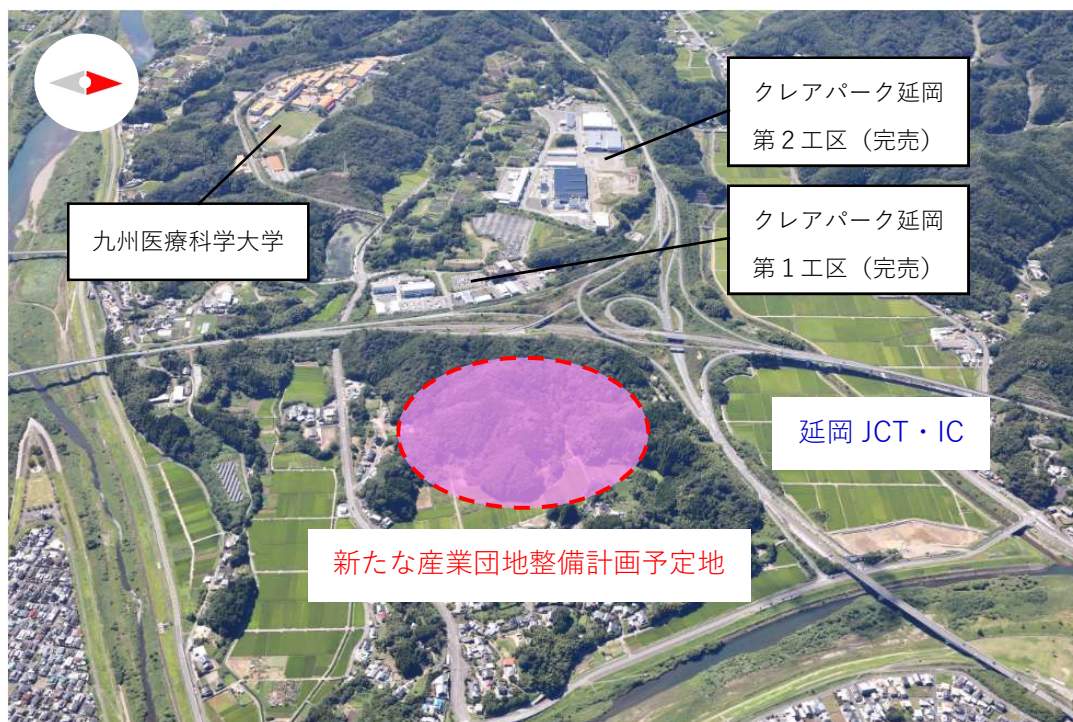 クレアパーク延岡
第２工区（完売）
九州医療科学大学
クレアパーク延岡
第１工区（完売）
延岡 JCT・IC
新たな産業団地整備計画予定地